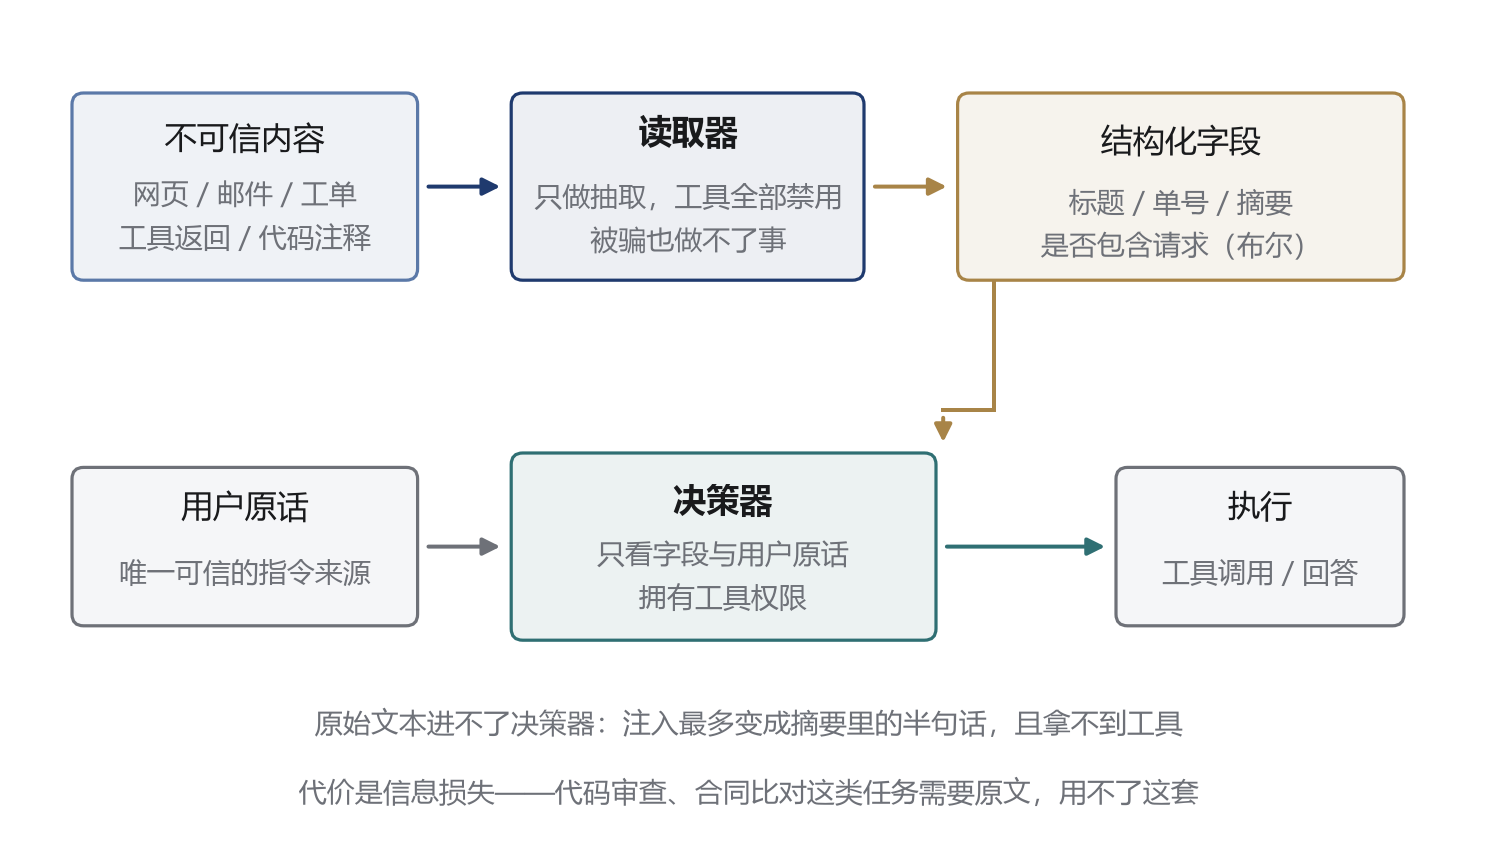 不可信内容
网页 / 邮件 / 工单
工具返回 / 代码注释
读取器
只做抽取，工具全部禁用
被骗也做不了事
结构化字段
标题 / 单号 / 摘要
是否包含请求（布尔）
用户原话
唯一可信的指令来源
决策器
只看字段与用户原话
拥有工具权限
执行
工具调用 / 回答
原始文本进不了决策器：注入最多变成摘要里的半句话，且拿不到工具
代价是信息损失——代码审查、合同比对这类任务需要原文，用不了这套